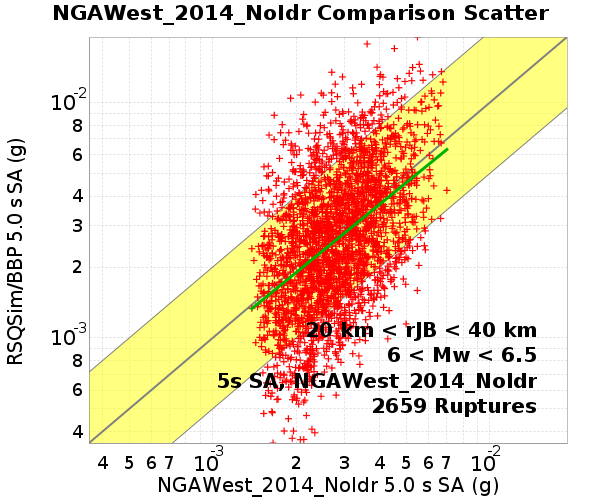 NGAWest_2014_NoIdr Comparison Scatter
RSQSim/BBP 5.0 s SA (g)
10-2
8
6
4
3
2
10-3
8
6
4
20 km < rJB < 40 km
6 < Mw < 6.5
5s SA, NGAWest_2014_NoIdr
2659 Ruptures
4 5 6 7 10-3 2 3 4 5 6 7 10-2
NGAWest_2014_NoIdr 5.0 s SA (g)